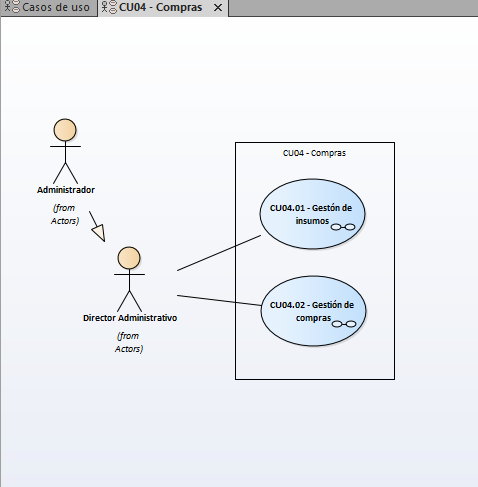 Casos de uso
CU04 - Compras
CU04 - Compras
Administrador
(from
Actors)
CU04.01 - Gestón de
insumos
Director Administrativo
(from
Actors)
CU04.02 - Gestión de
compras